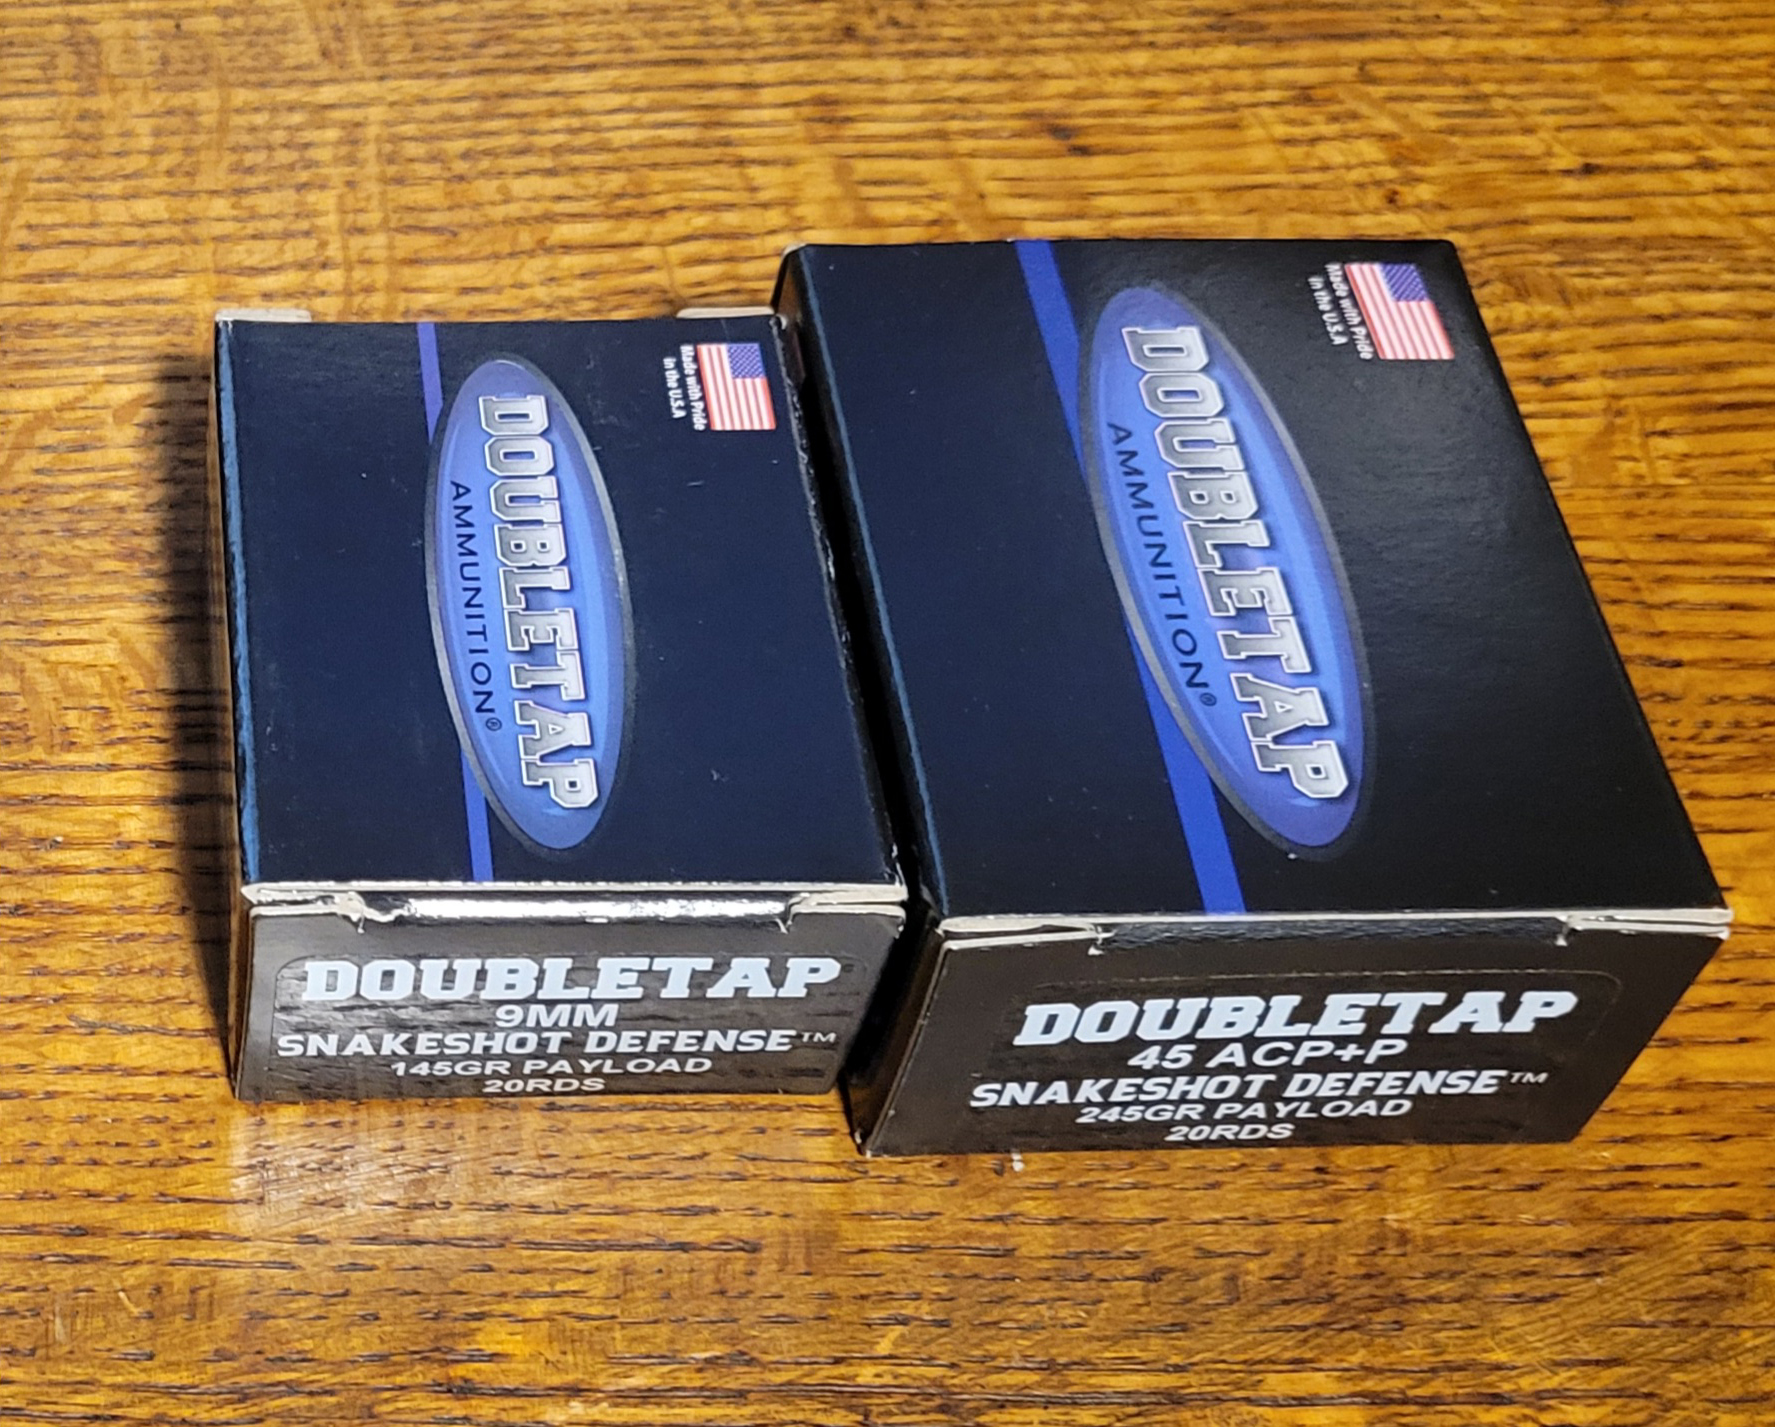 Made with Pride
in the U.S.A
DOUBLETAP
AMMUNITION®
DOUBLETAP
9MM
SNAKESHOT DEFENSE™
145GR PAYLOAD
20RDS
Made with Pride
in the U.S.A
DOUBLETAP
AMMUNITION®
DOUBLETAP
45 ACP+P
SNAKESHOT DEFENSE™
245GR PAYLOAD
20RDS